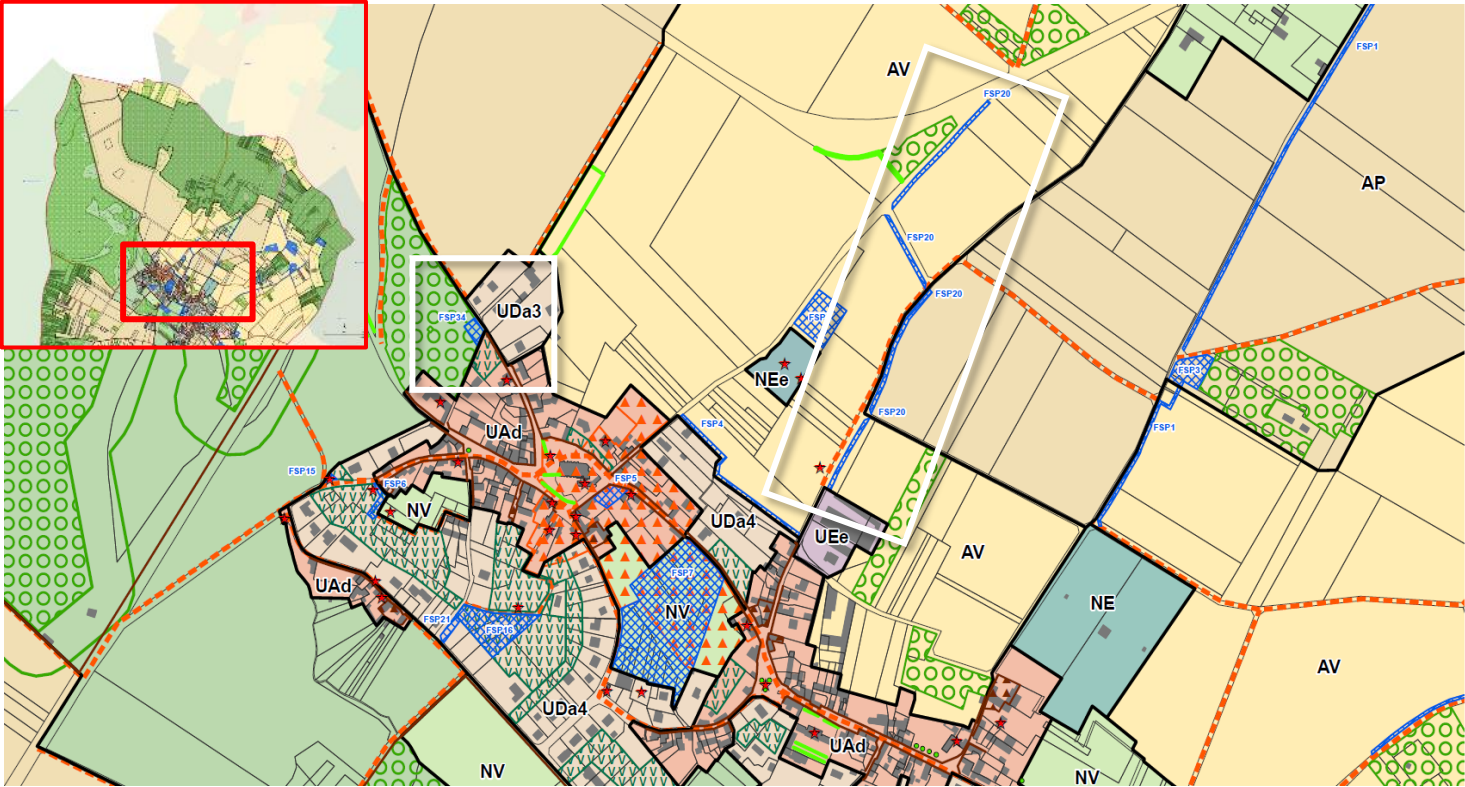 FSP1
AV
FSP20
AP
FSP20
FSP20
UDa3
FSP34
FSP
FSP3
NEe
FSP20
FSP4
FSP1
UAd
FSP15
FSP6
FSP5
NV
UDa4
UEe
AV
FSP7
UAd
NV
NE
FSP21
FSP16
AV
UDa4
UAd
NV
NV